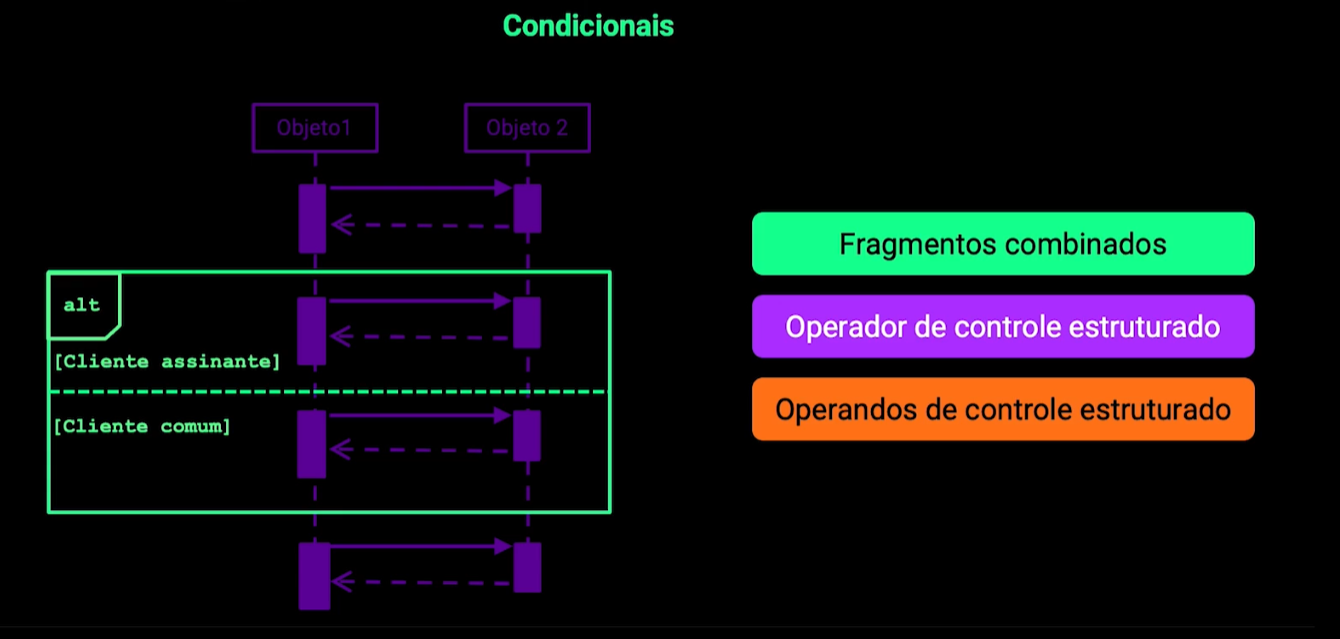 Condicionais
Objeto1
Objeto 2
alt
[Cliente assinante]
[Cliente comum]
Fragmentos combinados
Operador de controle estruturado
Operandos de controle estruturado